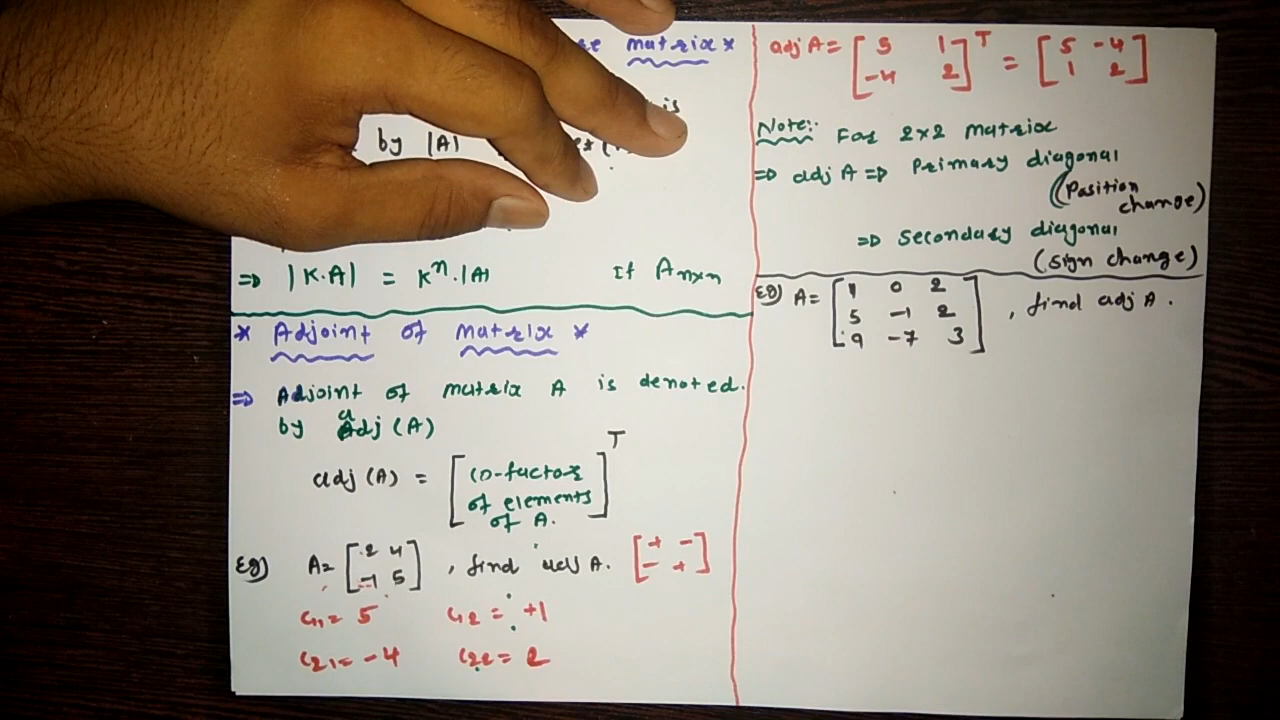 matrix *
is
by |A|
⇒ |K·A| = Kⁿ·|A| If Anxn
* Adjoint of matrix *
⇒ Adjoint of matrix A is denoted.
by adj (A)
adj (A) = [co-factors of elements of A.]ᵀ
Eg) A= [2 4
-1 5] , find adj A. [+ -
- +]
C11= 5 C12 = +1
C21= -4 C22= 2
adj A= [5 1
-4 2]ᵀ = [5 -4
1 2]
Note:- For 2x2 matrix
⇒ adj A ⇒ Primary diagonal
(Position
change)
⇒ Secondary diagonal
(sign change)
Eg) A= [1 0 2
5 -1 2
9 -7 3] , find adj A.